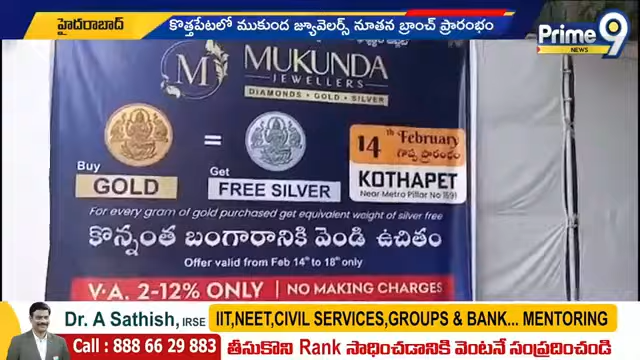 హైదరాబాద్
కొత్తపేటలో ముకుంద జ్యువెలర్స్ నూతన బ్రాంచ్ ప్రారంభం
Prime9
NEWS
M
MUKUNDA
JEWELLERS
DIAMONDS • GOLD • SILVER
Buy
GOLD
=
Get
FREE SILVER
14th February
గొప్ప ప్రారంభం
KOTHAPET
Near Metro Pillar No
For every gram of gold purchased get equivalent weight of silver free
కొన్నంత బంగారానికి వెండి ఉచితం
Offer valid from Feb 14th to 18th only
V.A. 2-12% ONLY | NO MAKING CHARGES
Dr. A Sathish, IRSE
IIT,NEET,CIVIL SERVICES,GROUPS & BANK... MENTORING
Call : 888 66 29 883
తీసుకొని Rank సాధించడానికి వెంటనే సంప్రదించండి